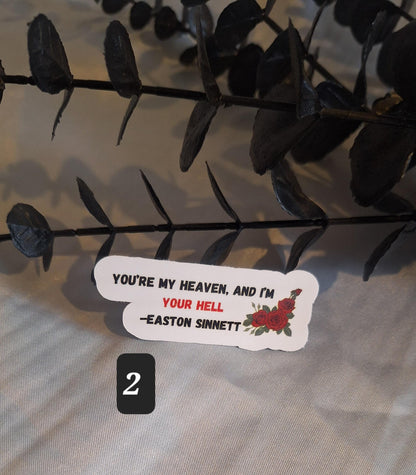 YOU'RE MY HEAVEN, AND I'M
YOUR HELL
-EASTON SINNETT
2